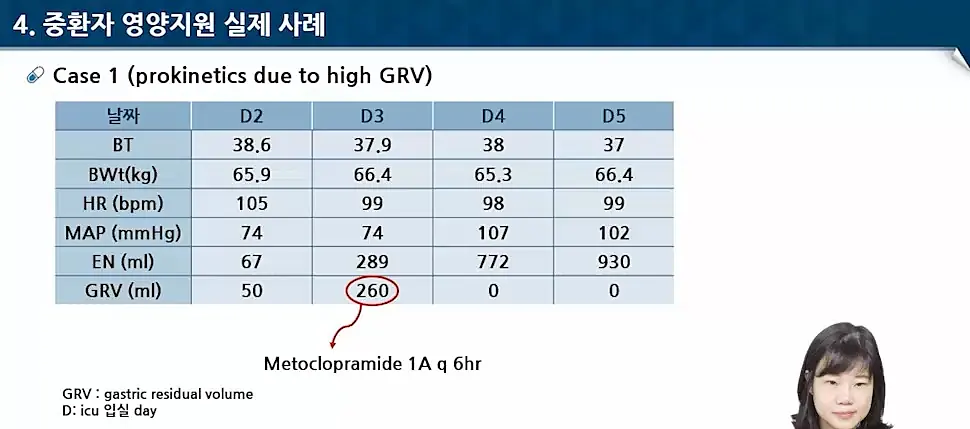 4. 중환자 영양지원 실제 사례
Case 1 (prokinetics due to high GRV)
날짜 D2 D3 D4 D5
BT 38.6 37.9 38 37
BWt(kg) 65.9 66.4 65.3 66.4
HR (bpm) 105 99 98 99
MAP (mmHg) 74 74 107 102
EN (ml) 67 289 772 930
GRV (ml) 50 260 0 0
Metoclopramide 1A q 6hr
GRV : gastric residual volume
D: icu 입실 day